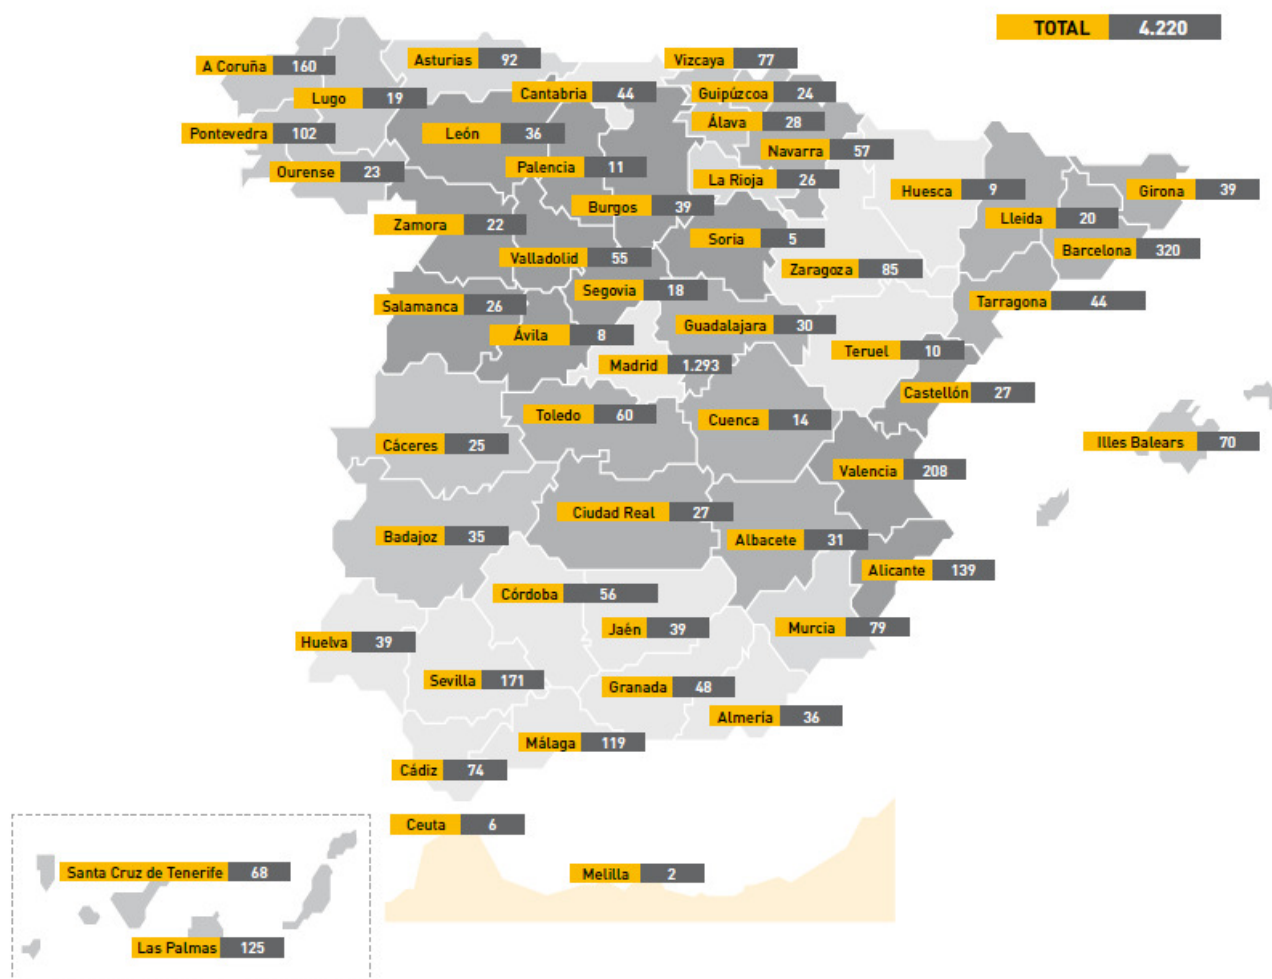 TOTAL 4.220
A Coruña 160
Asturias 92
Vizcaya 77
Lugo 19
Cantabria 44
Guipúzcoa 24
Álava 28
Pontevedra 102
León 36
Navarra 57
Ourense 23
Palencia 11
La Rioja 26
Huesca 9
Girona 39
Burgos 39
Lleida 20
Zamora 22
Soria 5
Barcelona 320
Valladolid 55
Zaragoza 85
Segovia 18
Tarragona 44
Salamanca 26
Ávila 8
Guadalajara 30
Teruel 10
Madrid 1.293
Castellón 27
Toledo 60
Cuenca 14
Cáceres 25
Illes Balears 70
Valencia 208
Ciudad Real 27
Badajoz 35
Albacete 31
Alicante 139
Córdoba 56
Jaén 39
Murcia 79
Huelva 39
Sevilla 171
Granada 48
Almería 36
Málaga 119
Cádiz 74
Ceuta 6
Santa Cruz de Tenerife 68
Melilla 2
Las Palmas 125